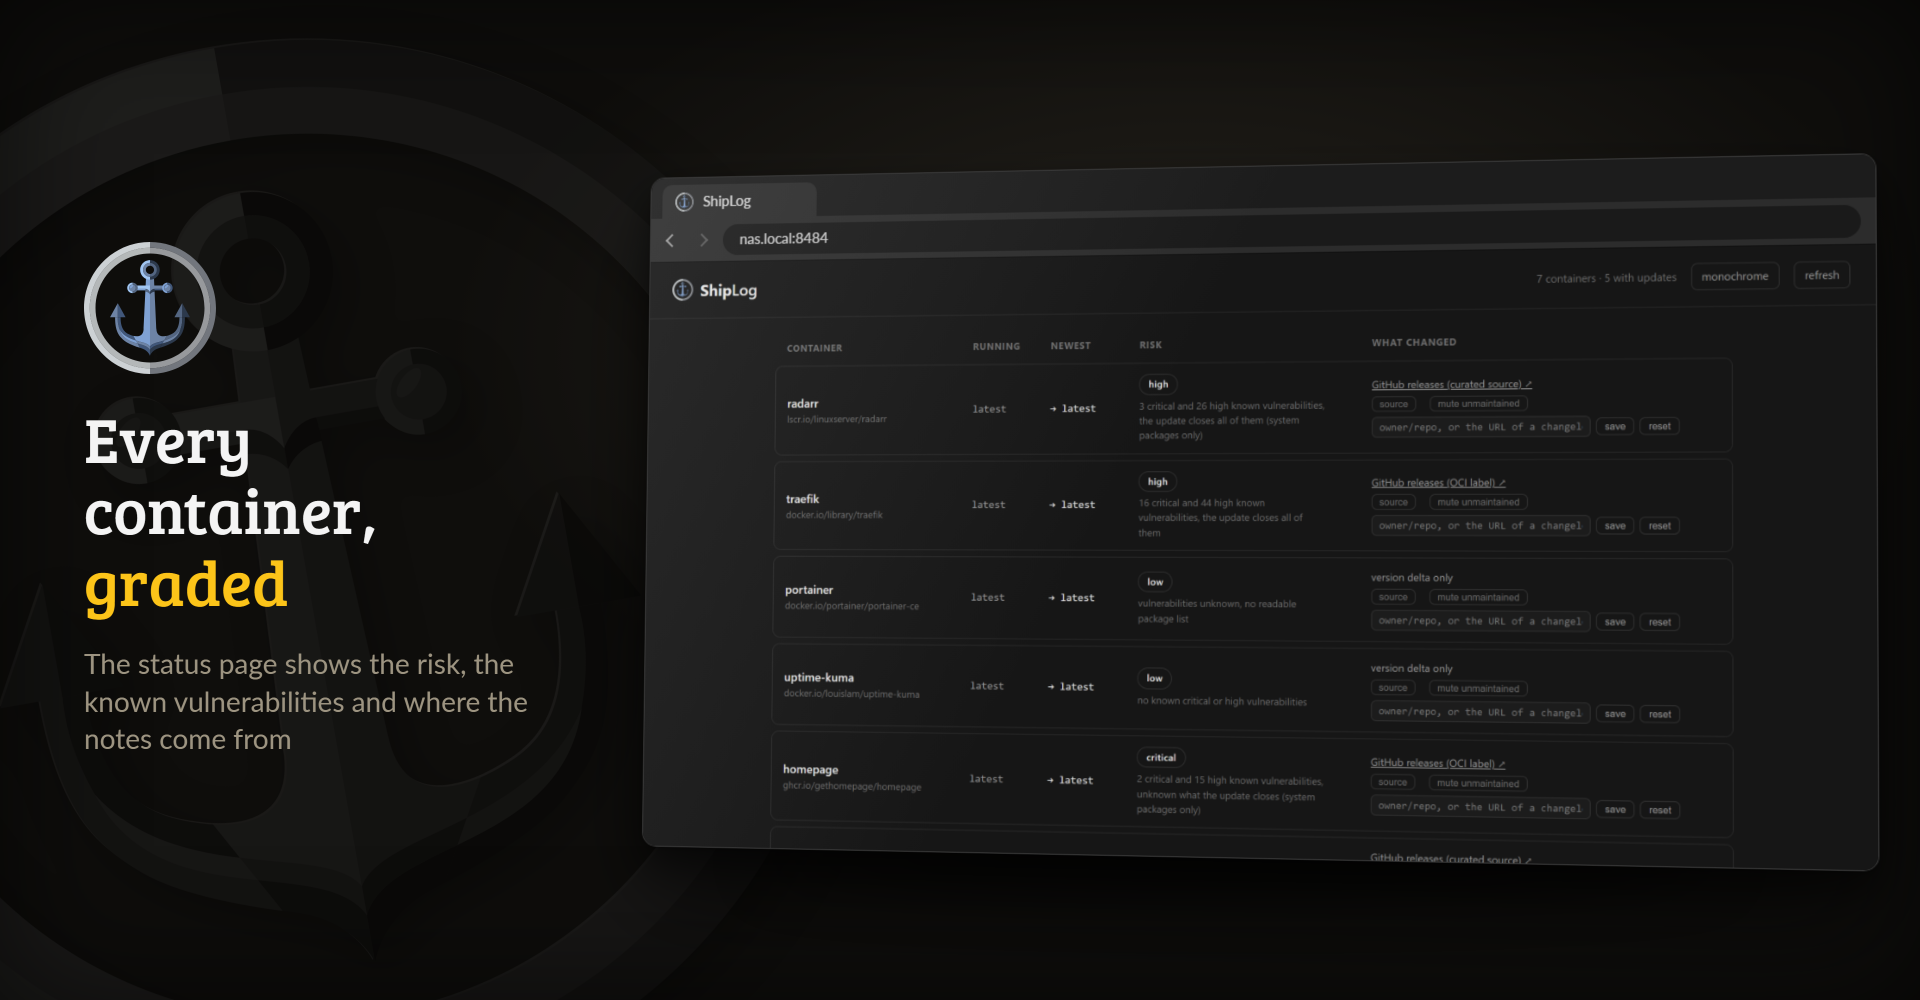 Every
container,
graded
The status page shows the risk, the
known vulnerabilities and where the
notes come from
ShipLog
nas.local:8484
ShipLog
7 containers · 5 with updates
monochrome
refresh
CONTAINER RUNNING NEWEST RISK WHAT CHANGED
radarr
lscr.io/linuxserver/radarr
latest
→ latest
high
3 critical and 26 high known vulnerabilities,
the update closes all of them (system
packages only)
GitHub releases (curated source) ↗
source mute unmaintained
owner/repo, or the URL of a changel save reset
traefik
docker.io/library/traefik
latest
→ latest
high
16 critical and 44 high known
vulnerabilities, the update closes all of
them
GitHub releases (OCI label) ↗
source mute unmaintained
owner/repo, or the URL of a changel save reset
portainer
docker.io/portainer/portainer-ce
latest
→ latest
low
vulnerabilities unknown, no readable
package list
version delta only
source mute unmaintained
owner/repo, or the URL of a changel save reset
uptime-kuma
docker.io/louislam/uptime-kuma
latest
→ latest
low
no known critical or high vulnerabilities
version delta only
source mute unmaintained
owner/repo, or the URL of a changel save reset
homepage
ghcr.io/gethomepage/homepage
latest
→ latest
critical
2 critical and 15 high known vulnerabilities,
unknown what the update closes (system
packages only)
GitHub releases (OCI label) ↗
source mute unmaintained
owner/repo, or the URL of a changel save reset
GitHub releases (curated source) ↗